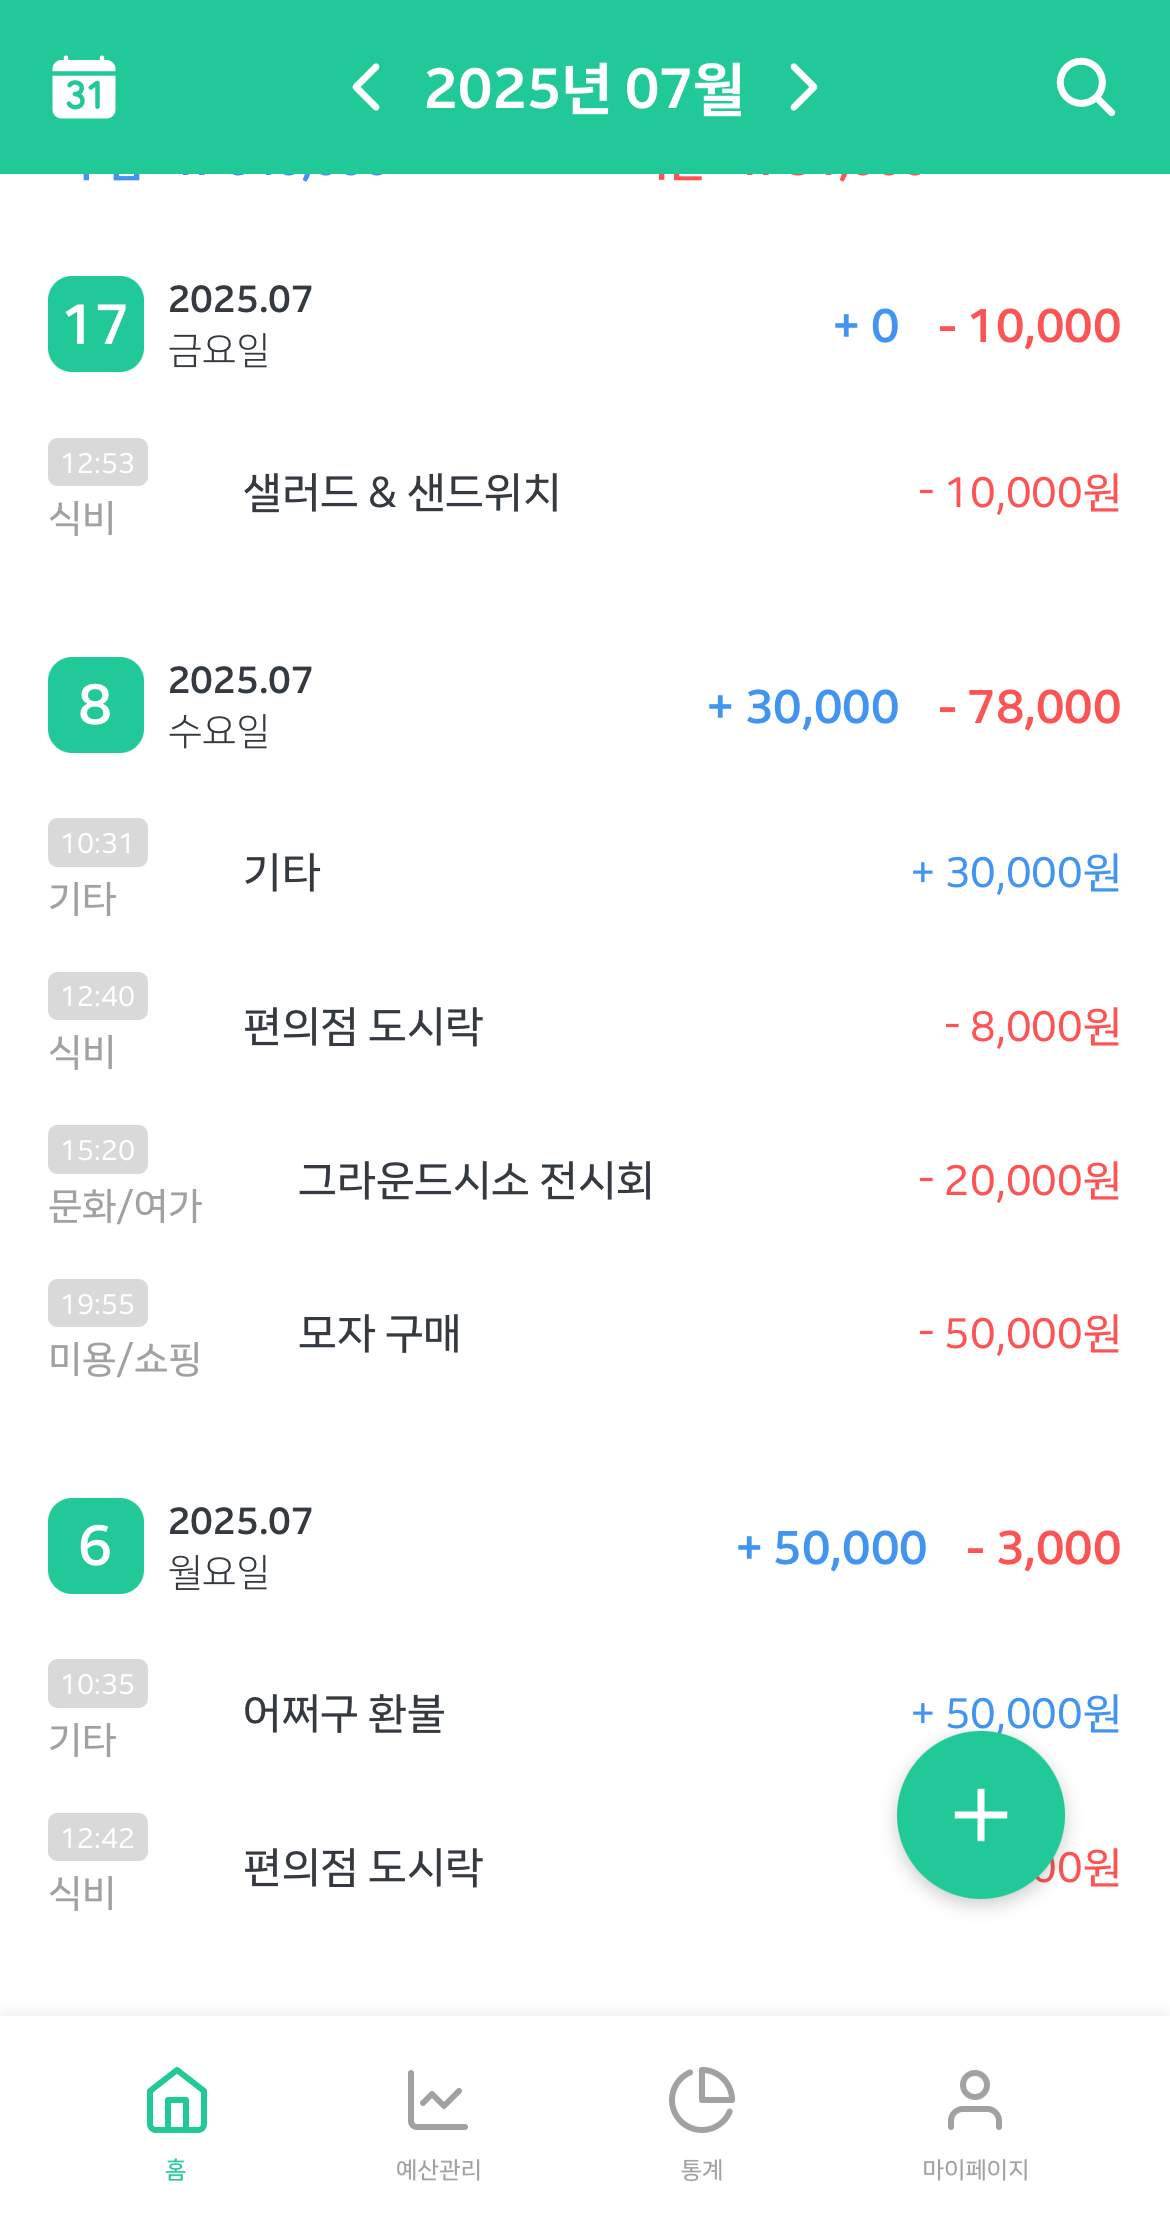 31
2025년 07월
17
2025.07
금요일
+ 0 - 10,000
12:53
식비
샐러드 & 샌드위치
- 10,000원
8
2025.07
수요일
+ 30,000 - 78,000
10:31
기타
기타
+ 30,000원
12:40
식비
편의점 도시락
- 8,000원
15:20
문화/여가
그라운드시소 전시회
- 20,000원
19:55
미용/쇼핑
모자 구매
- 50,000원
6
2025.07
월요일
+ 50,000 - 3,000
10:35
기타
어쩌구 환불
+ 50,000원
12:42
식비
편의점 도시락
홈
예산관리
통계
마이페이지